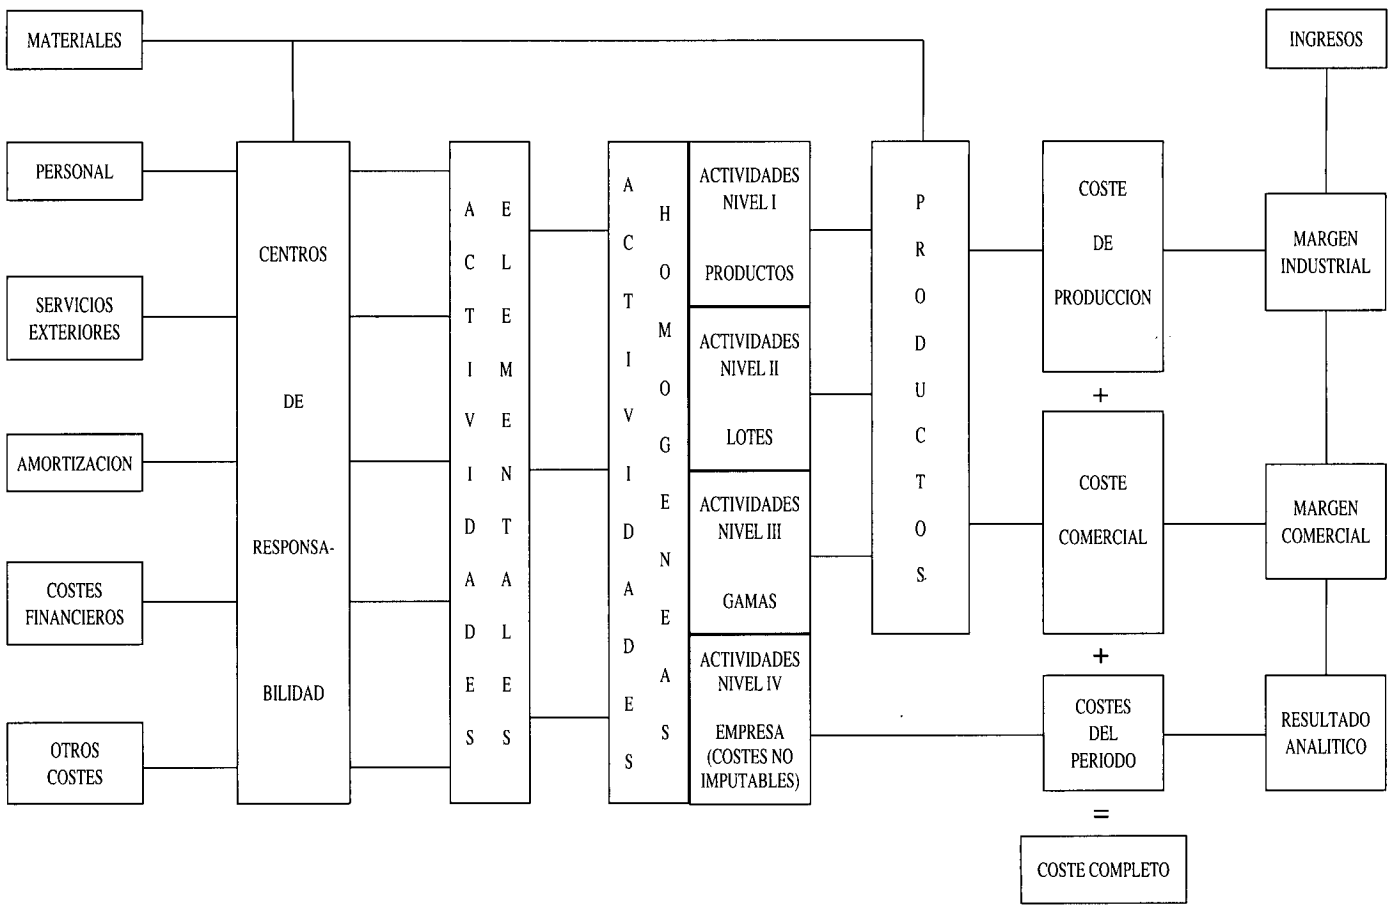 MATERIALES
INGRESOS
PERSONAL
SERVICIOS
EXTERIORES
AMORTIZACION
COSTES
FINANCIEROS
OTROS
COSTES
CENTROS
DE
RESPONSA-
BILIDAD
ACTIVIDADES
ELEMENTALES
ACTIVIDADES
HOMOGENEAS
ACTIVIDADES
NIVEL I
PRODUCTOS
ACTIVIDADES
NIVEL II
LOTES
ACTIVIDADES
NIVEL III
GAMAS
ACTIVIDADES
NIVEL IV
EMPRESA
(COSTES NO
IMPUTABLES)
PRODUCTOS
COSTE
DE
PRODUCCION
+
COSTE
COMERCIAL
+
COSTES
DEL
PERIODO
=
COSTE COMPLETO
MARGEN
INDUSTRIAL
MARGEN
COMERCIAL
RESULTADO
ANALITICO